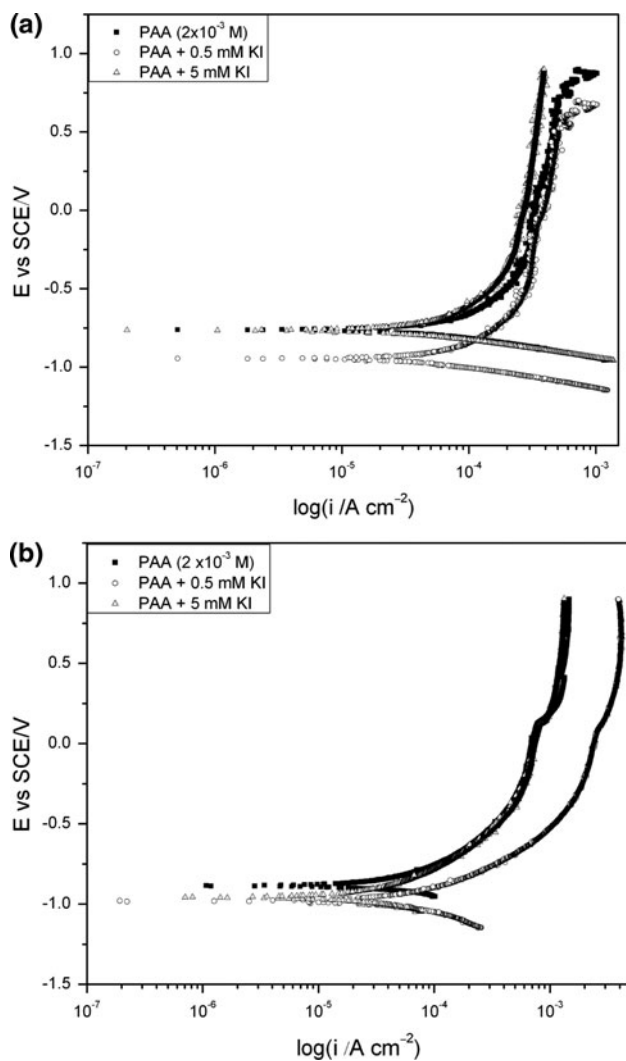 (a)
PAA (2x10⁻³ M)
PAA + 0.5 mM KI
PAA + 5 mM KI
1.0
0.5
0.0
-0.5
-1.0
-1.5
E vs SCE/V
10⁻⁷
10⁻⁶
10⁻⁵
10⁻⁴
10⁻³
log(i /A cm⁻²)
(b)
PAA (2 x10⁻³ M)
PAA + 0.5 mM KI
PAA + 5 mM KI
1.0
0.5
0.0
-0.5
-1.0
-1.5
E vs SCE/V
10⁻⁷
10⁻⁶
10⁻⁵
10⁻⁴
10⁻³
log(i /A cm⁻²)